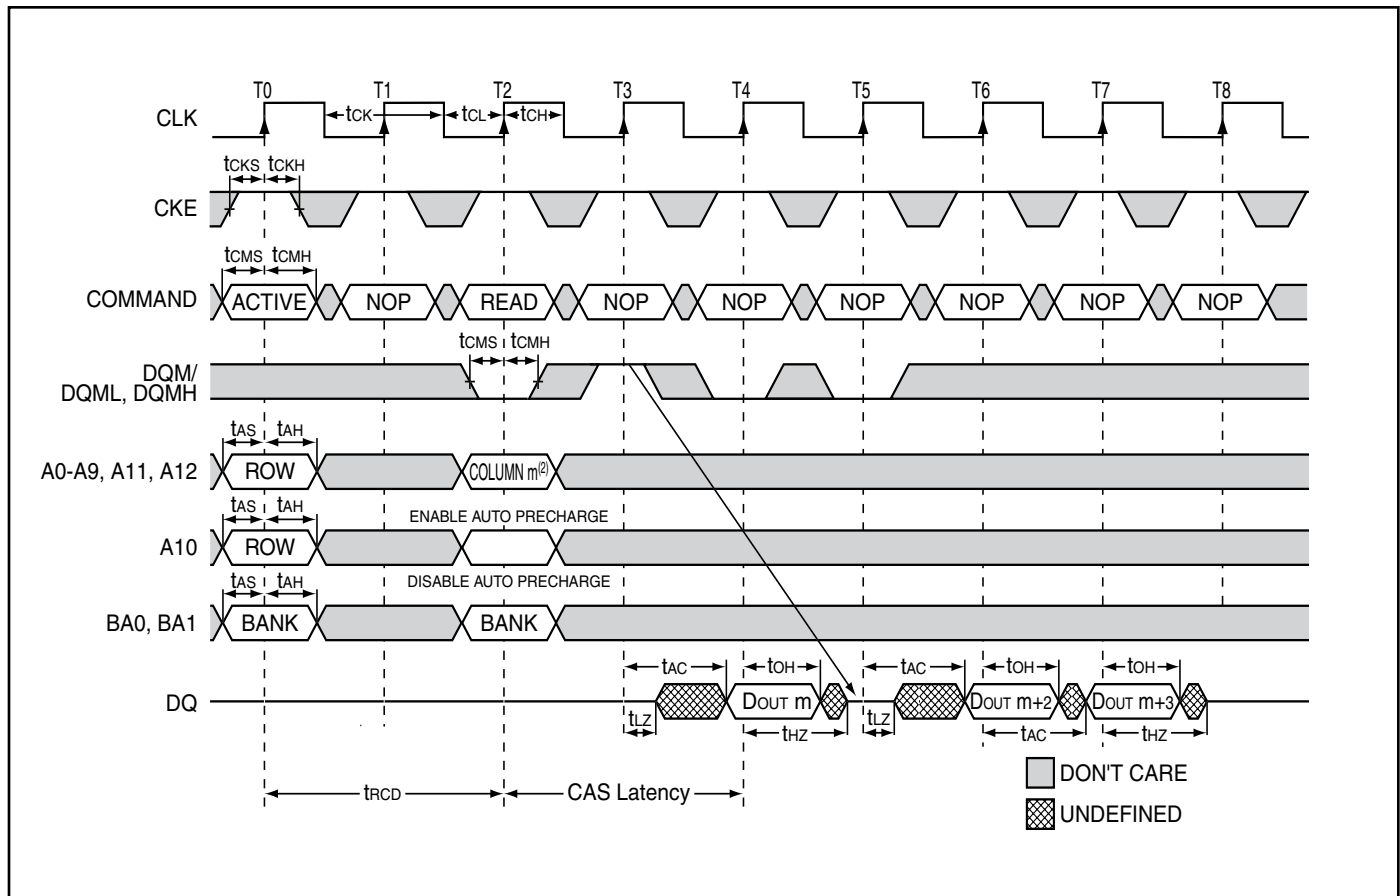 T0 T1 T2 T3 T4 T5 T6 T7 T8
CLK tCK tCL tCH
tCKS tCKH
CKE
tCMS tCMH
COMMAND ACTIVE NOP READ NOP NOP NOP NOP NOP NOP
tCMS tCMH
DQM/
DQML, DQMH
tAS tAH
A0-A9, A11, A12 ROW COLUMN m(2)
tAS tAH ENABLE AUTO PRECHARGE
A10 ROW
tAS tAH DISABLE AUTO PRECHARGE
BA0, BA1 BANK BANK
tAC tOH tAC tOH tOH
DQ DOUT m DOUT m+2 DOUT m+3
tLZ tHZ tLZ tAC tHZ
DON'T CARE
tRCD CAS Latency
UNDEFINED